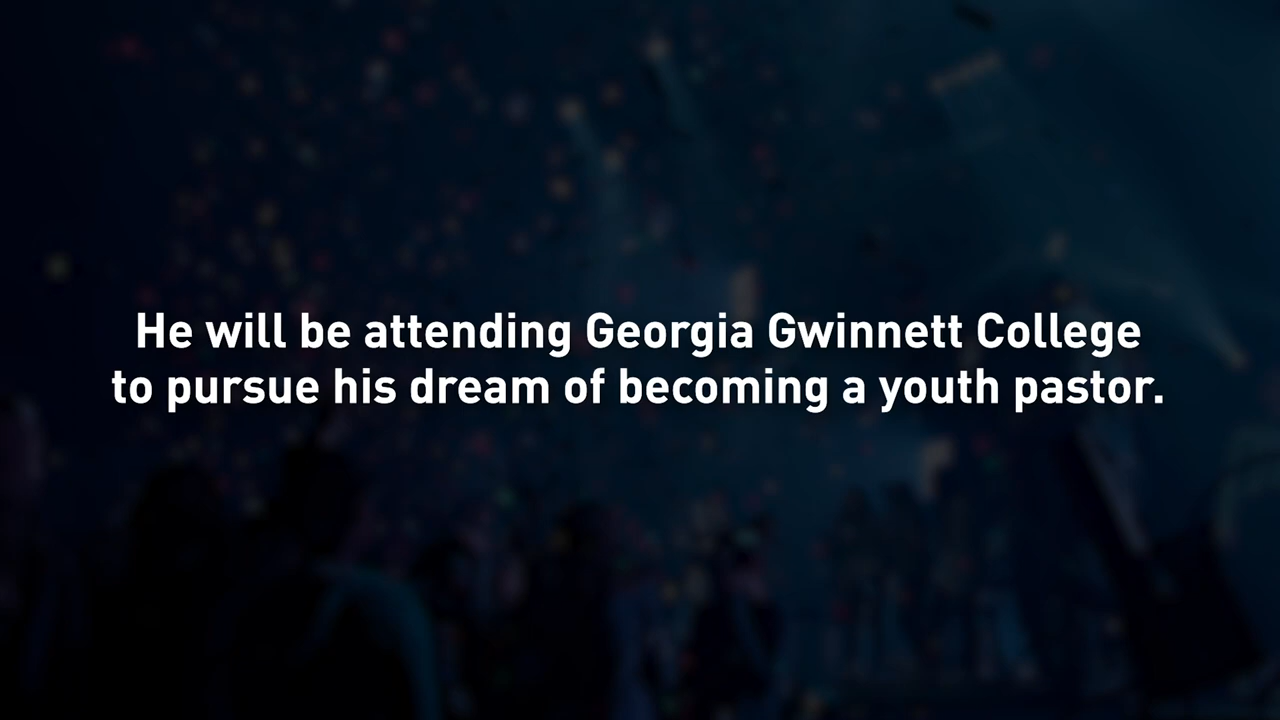 He will be attending Georgia Gwinnett College
to pursue his dream of becoming a youth pastor.